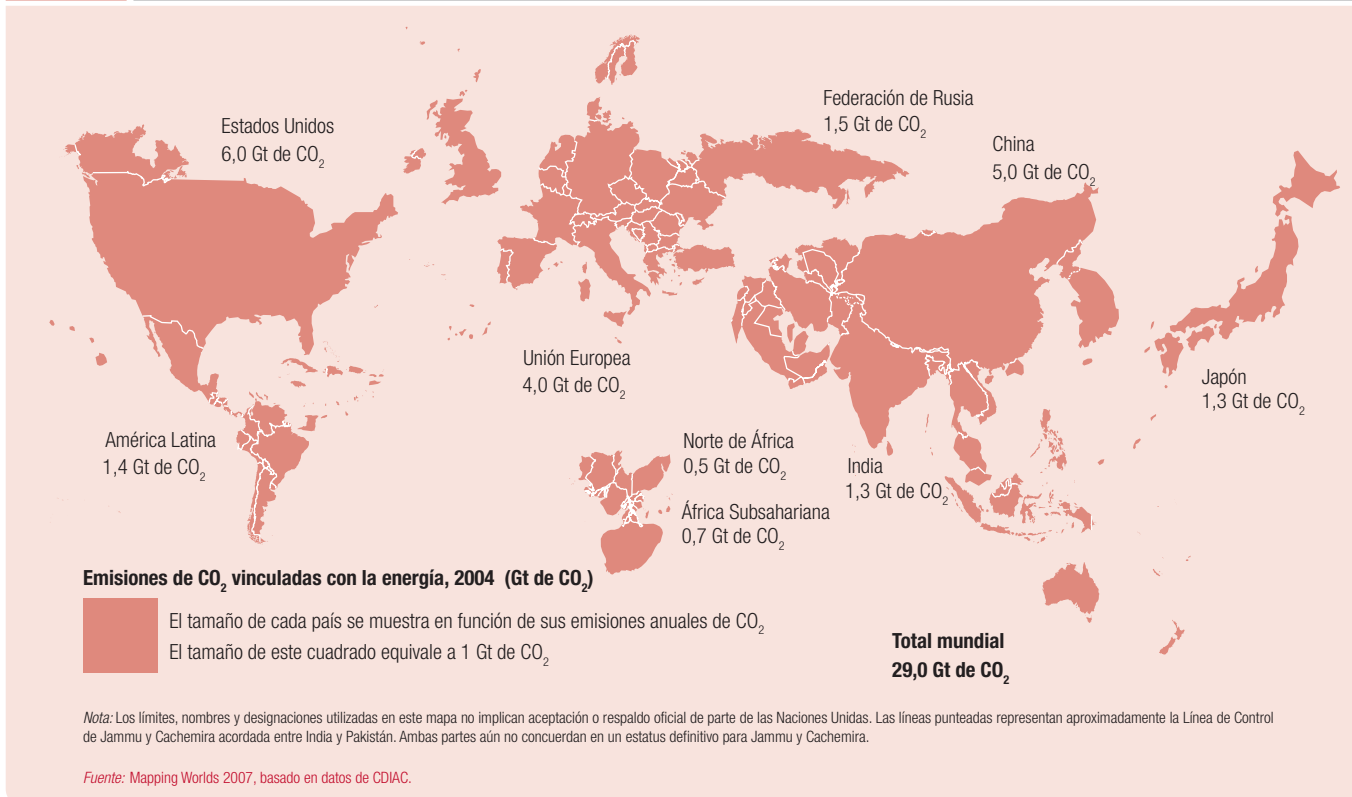 Estados Unidos
6,0 Gt de CO₂
Federación de Rusia
1,5 Gt de CO₂
China
5,0 Gt de CO₂
Unión Europea
4,0 Gt de CO₂
Japón
1,3 Gt de CO₂
América Latina
1,4 Gt de CO₂
Norte de África
0,5 Gt de CO₂
India
1,3 Gt de CO₂
África Subsahariana
0,7 Gt de CO₂
Emisiones de CO₂ vinculadas con la energía, 2004 (Gt de CO₂)
El tamaño de cada país se muestra en función de sus emisiones anuales de CO₂
El tamaño de este cuadrado equivale a 1 Gt de CO₂
Total mundial
29,0 Gt de CO₂
Nota: Los límites, nombres y designaciones utilizadas en este mapa no implican aceptación o respaldo oficial de parte de las Naciones Unidas. Las líneas punteadas representan aproximadamente la Línea de Control
de Jammu y Cachemira acordada entre India y Pakistán. Ambas partes aún no concuerdan en un estatus definitivo para Jammu y Cachemira.
Fuente: Mapping Worlds 2007, basado en datos de CDIAC.